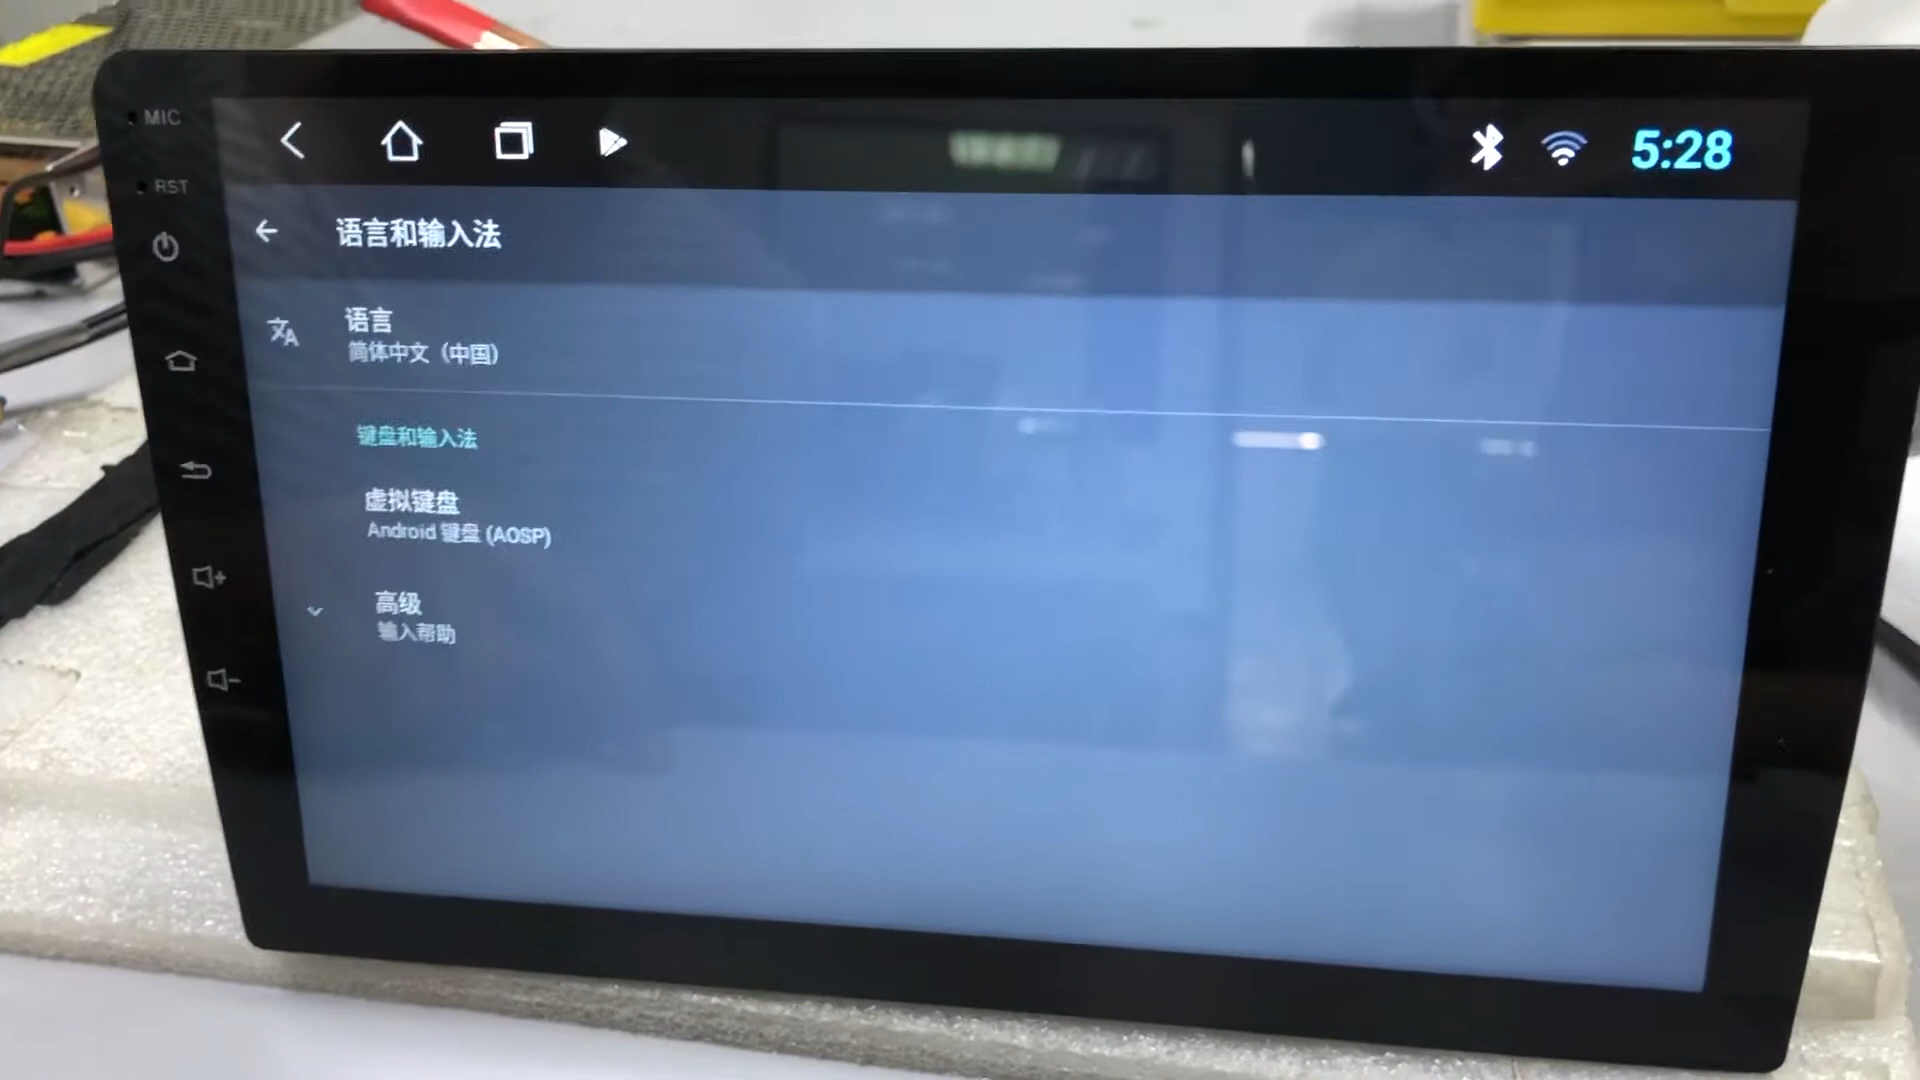 MIC
RST
5:28
语言和输入法
语言
简体中文（中国）
键盘和输入法
虚拟键盘
Android 键盘 (AOSP)
高级
输入帮助